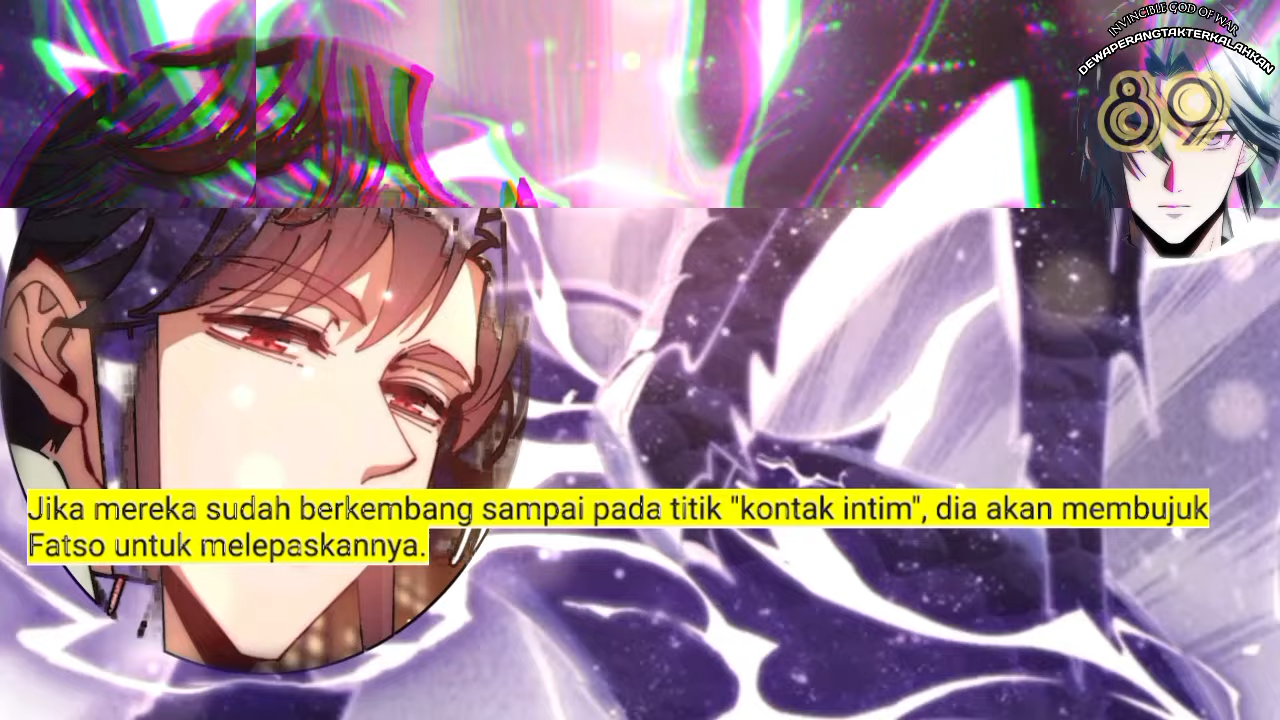 INVINCIBLE GOD OF WAR
DEWAPERANGTAKTERKALAHKAN
89
Jika mereka sudah berkembang sampai pada titik "kontak intim", dia akan membujuk
Fatso untuk melepaskannya.